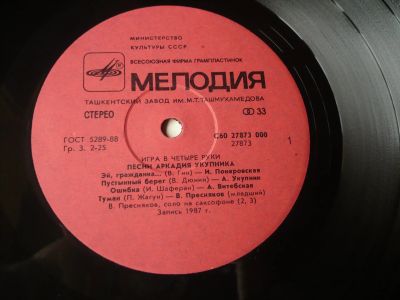 МИНИСТЕРСТВО
КУЛЬТУРЫ СССР
ВСЕСОЮЗНАЯ ФИРМА ГРАМПЛАСТИНОК
МЕЛОДИЯ
ТАШКЕНТСКИЙ ЗАВОД ИМ.М.Т.ТАШМУХАМЕДОВА
СТЕРЕО
33
ГОСТ 5289-88
Гр. 3. 2-25
С60 27873 000
27873
1
ИГРА В ЧЕТЫРЕ РУКИ
ПЕСНИ АРКАДИЯ УКУПНИКА
Эй, гражданка... (В. Гин) — И. Понаровская
Пустынный берег (В. Дюнин) — А. Укупник
Ошибка (И. Шаферан) — А. Витебская
Туман (П. Жагун) — В. Пресняков (младший)
В. Пресняков, соло на саксофоне (2, 3)
Запись 1987 г.